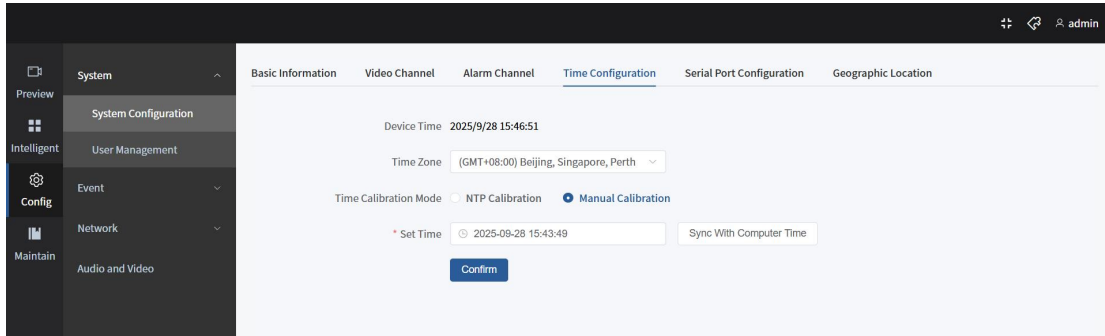 admin
Preview
Intelligent
Config
Maintain
System
System Configuration
User Management
Event
Network
Audio and Video
Basic Information Video Channel Alarm Channel Time Configuration Serial Port Configuration Geographic Location
Device Time 2025/9/28 15:46:51
Time Zone (GMT+08:00) Beijing, Singapore, Perth
Time Calibration Mode NTP Calibration Manual Calibration
* Set Time 2025-09-28 15:43:49 Sync With Computer Time
Confirm